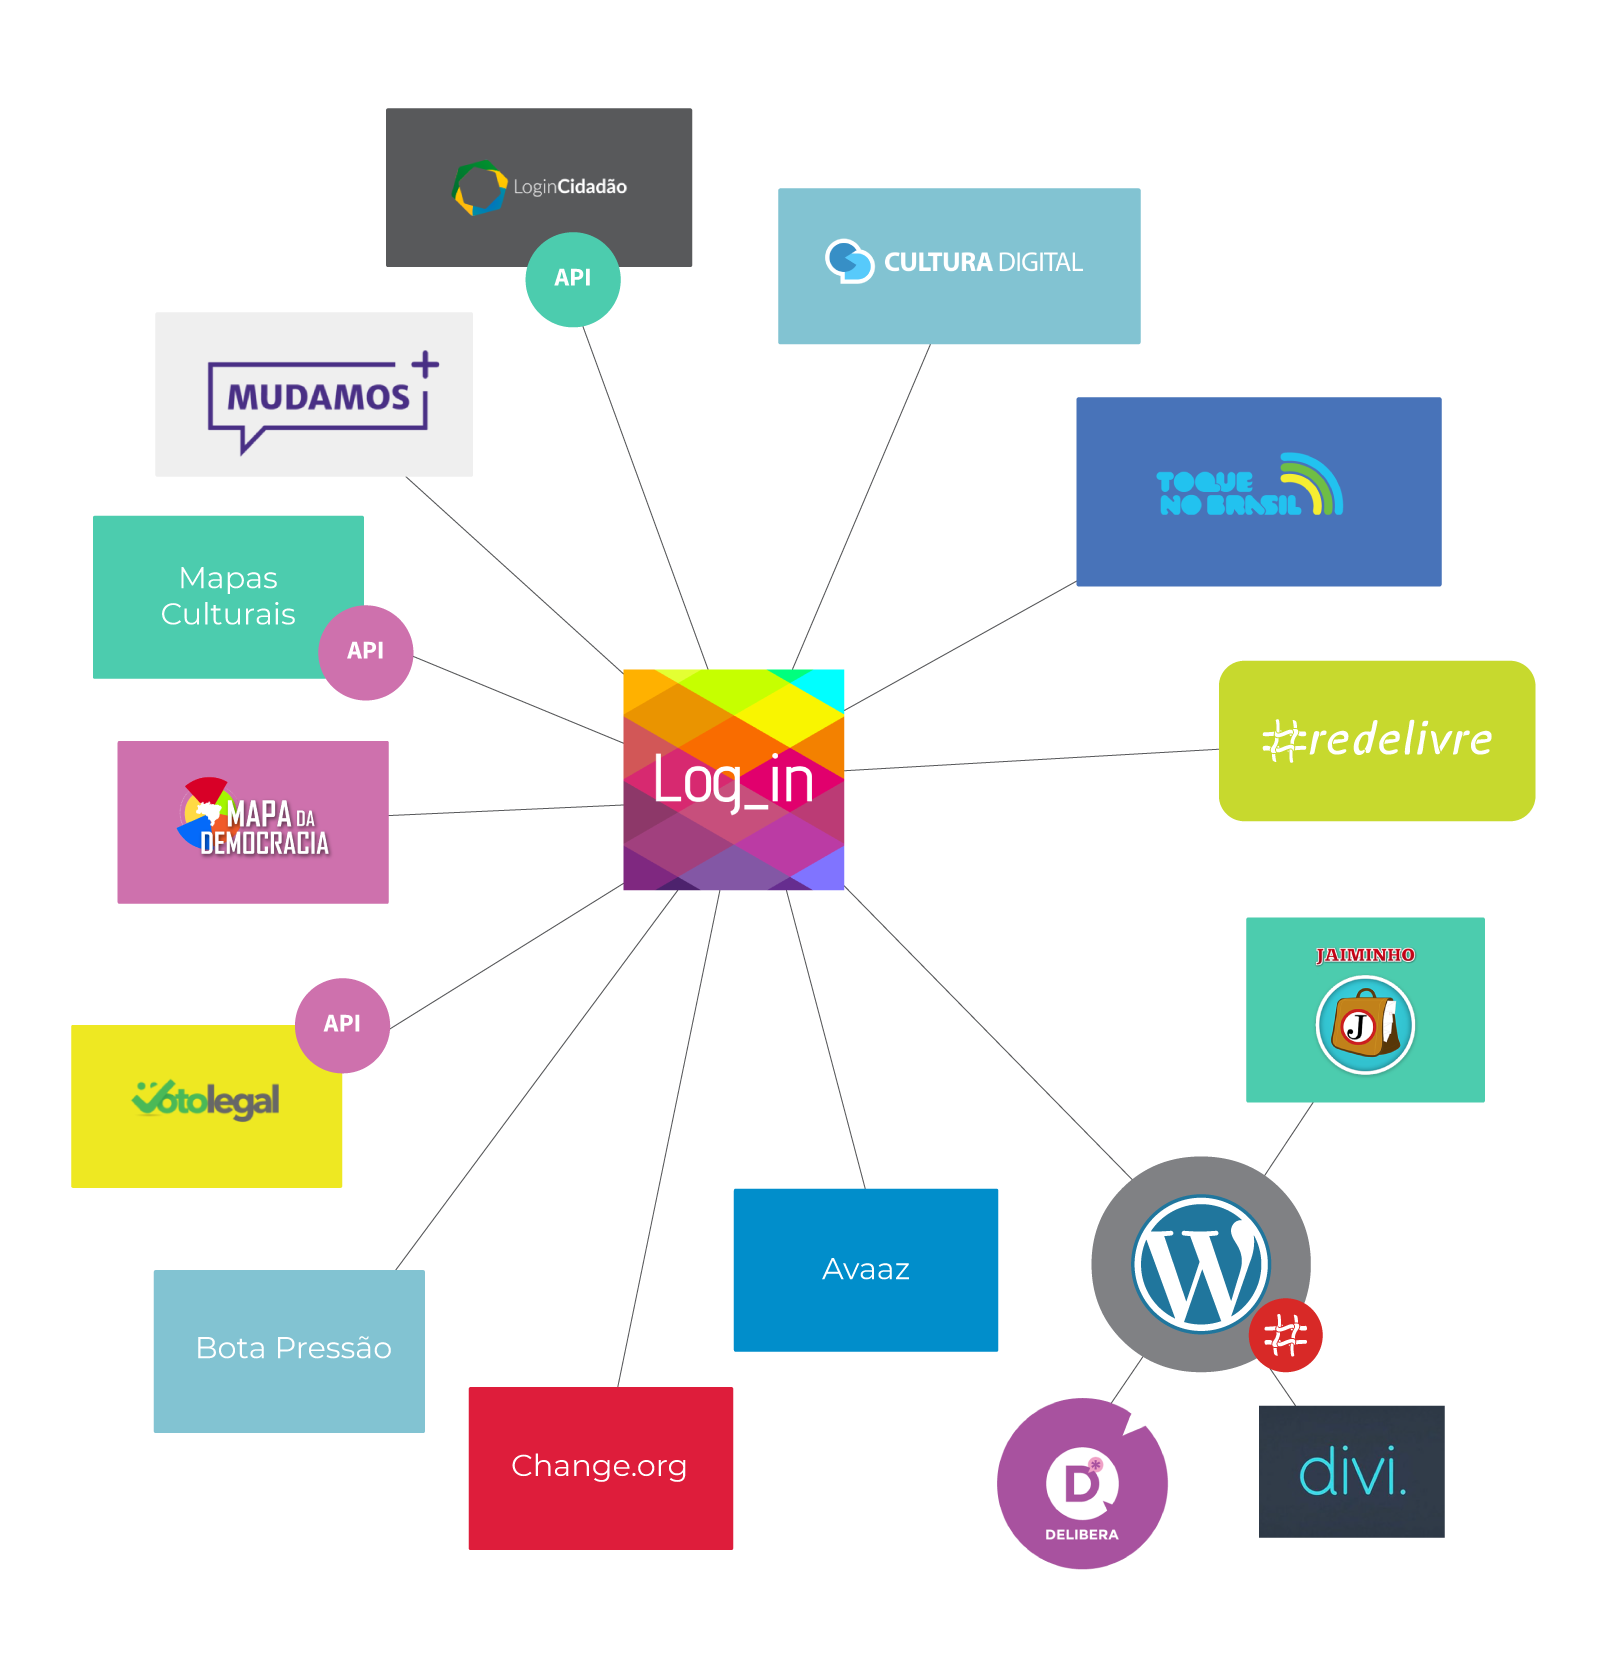 LoginCidadão
API
CULTURA DIGITAL
MUDAMOS
TOQUE
NO BRASIL
Mapas
Culturais
API
#redelivre
Log_in
MAPA DA
DEMOCRACIA
JAIMINHO
J
API
votolegal
W
Avaaz
#
Bota Pressão
Change.org
D*
DELIBERA
divi.